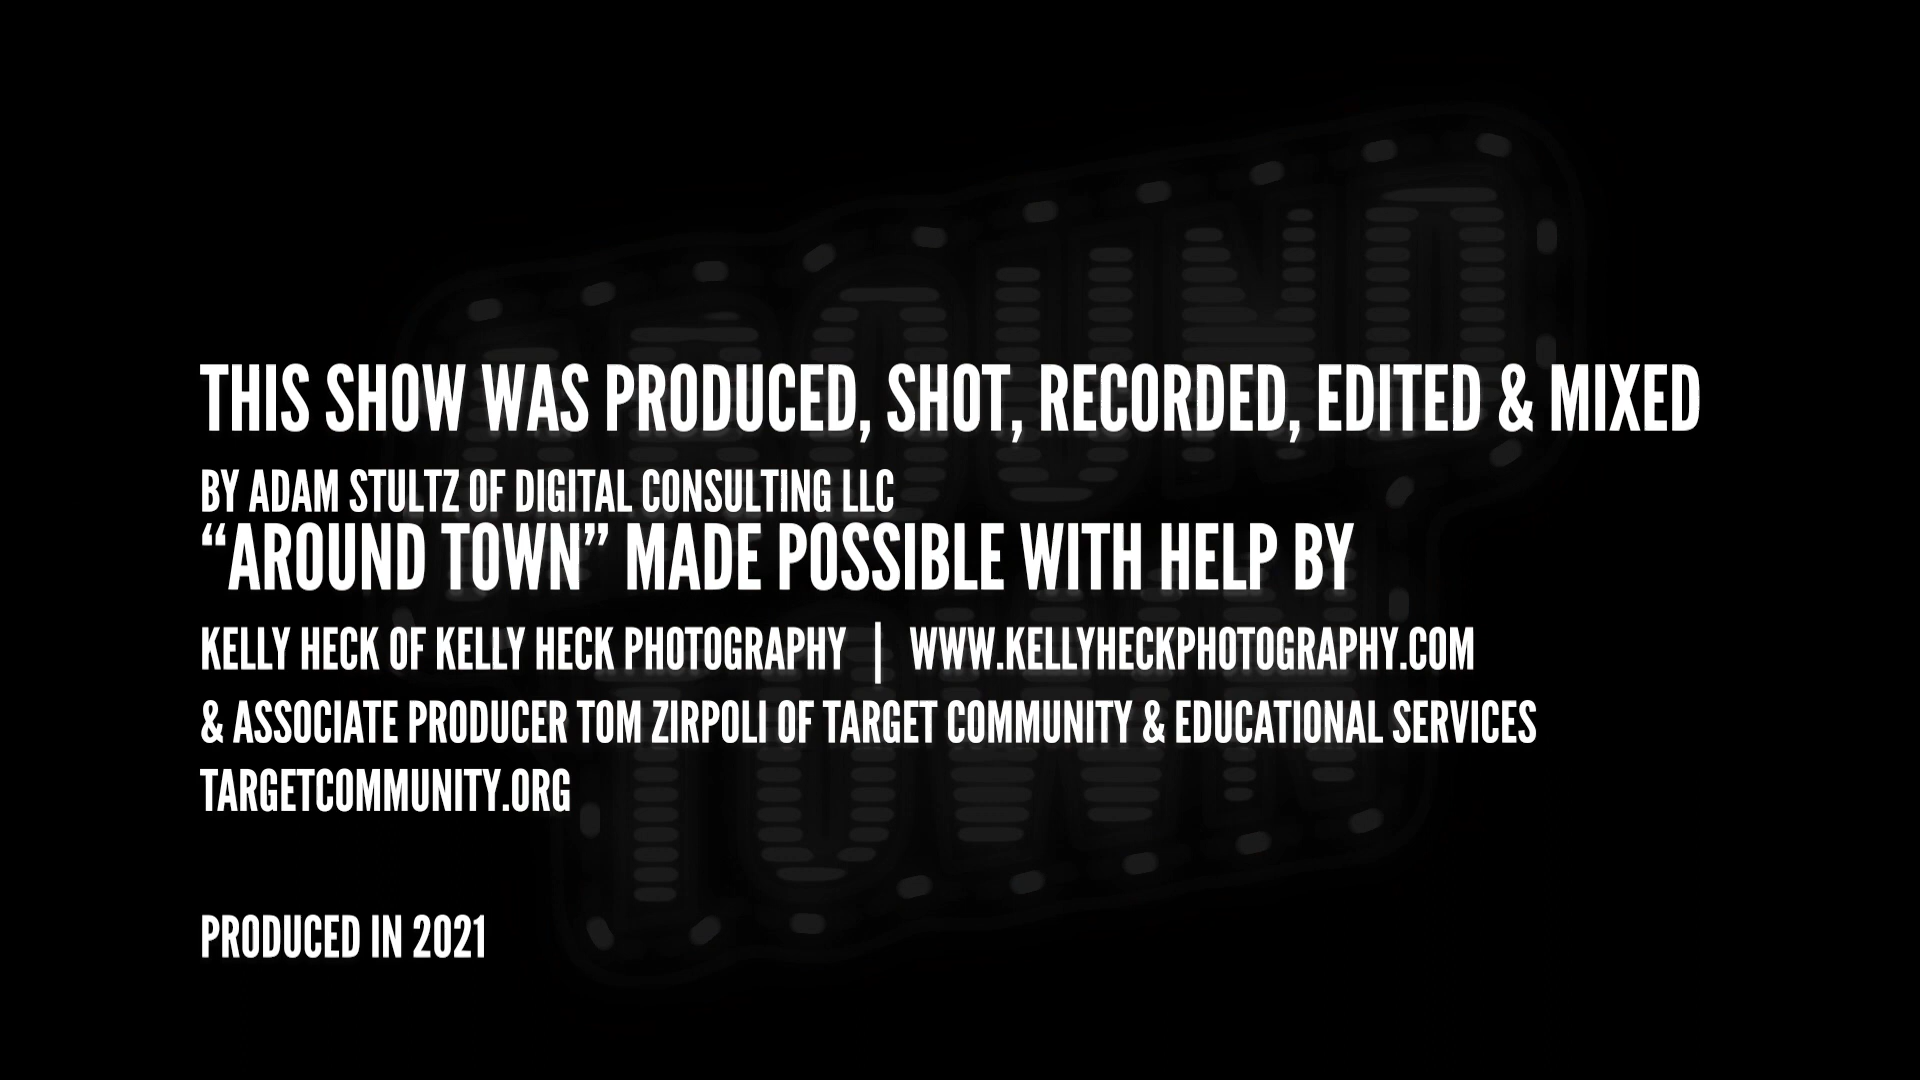 AROUND
TOWN
THIS SHOW WAS PRODUCED, SHOT, RECORDED, EDITED & MIXED
BY ADAM STULTZ OF DIGITAL CONSULTING LLC
“AROUND TOWN” MADE POSSIBLE WITH HELP BY
KELLY HECK OF KELLY HECK PHOTOGRAPHY | WWW.KELLYHECKPHOTOGRAPHY.COM
& ASSOCIATE PRODUCER TOM ZIRPOLI OF TARGET COMMUNITY & EDUCATIONAL SERVICES
TARGETCOMMUNITY.ORG
PRODUCED IN 2021